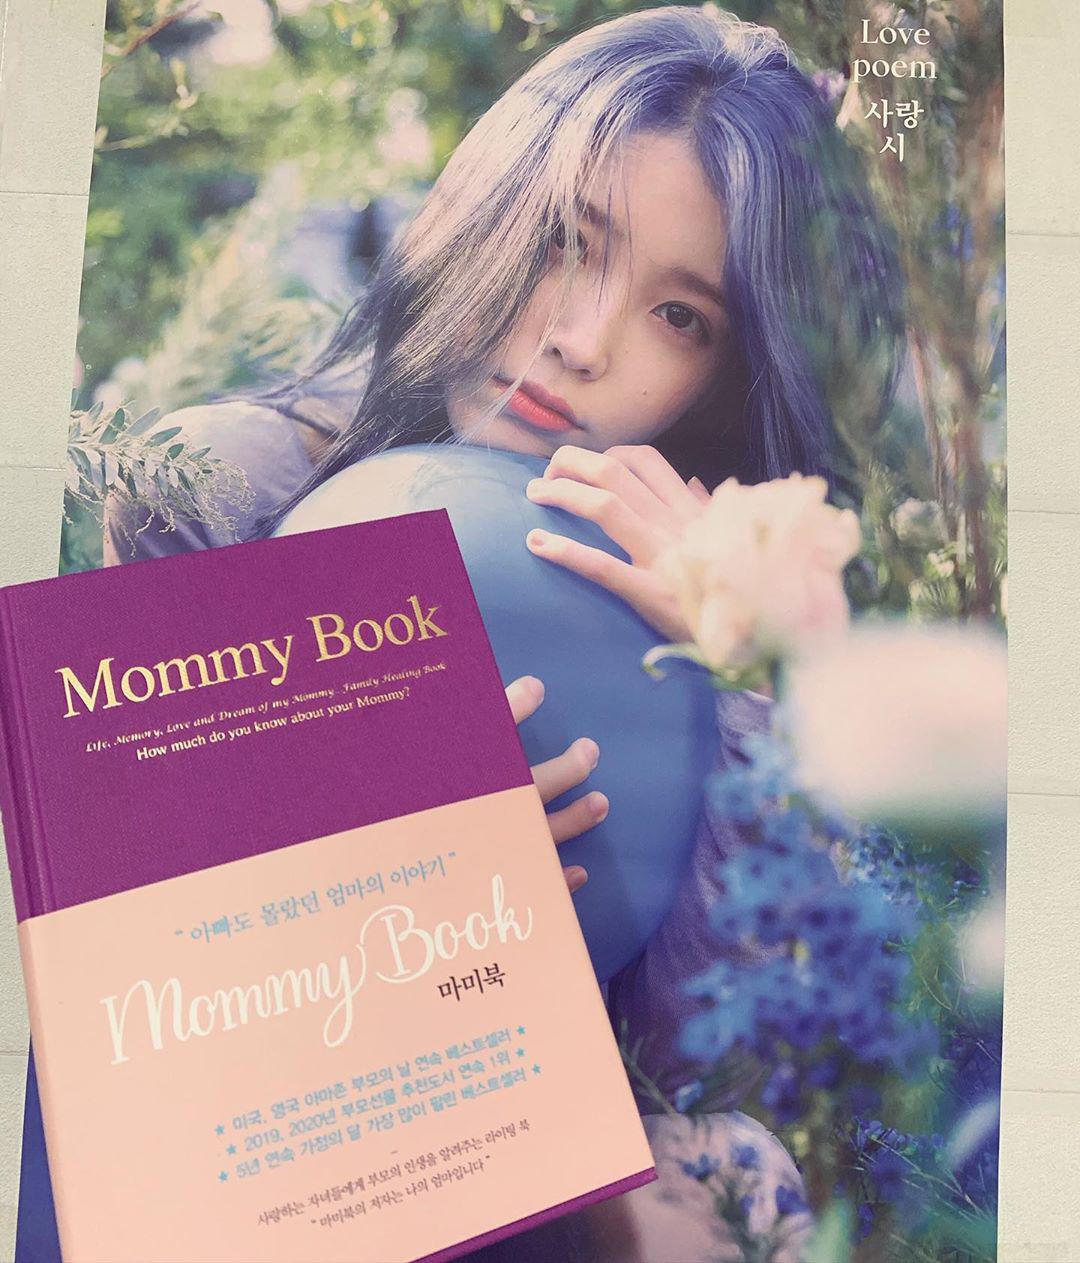 Love
poem
사랑
시
Mommy Book
Life, Memory, Love and Dream of my Mommy.. Family Healing Book
How much do you know about your Mommy?
" 아빠도 몰랐던 엄마의 이야기 "
Mommy Book
마미북
★ 미국, 영국 아마존 부모의 날 연속 베스트셀러 ★
★ 2019, 2020년 부모선물 추천도서 연속 1위 ★
★ 5년 연속 가정의 달 가장 많이 팔린 베스트셀러 ★
사랑하는 자녀들에게 부모의 인생을 알려주는 라이팅 북
" 마미북의 저자는 나의 엄마입니다 "